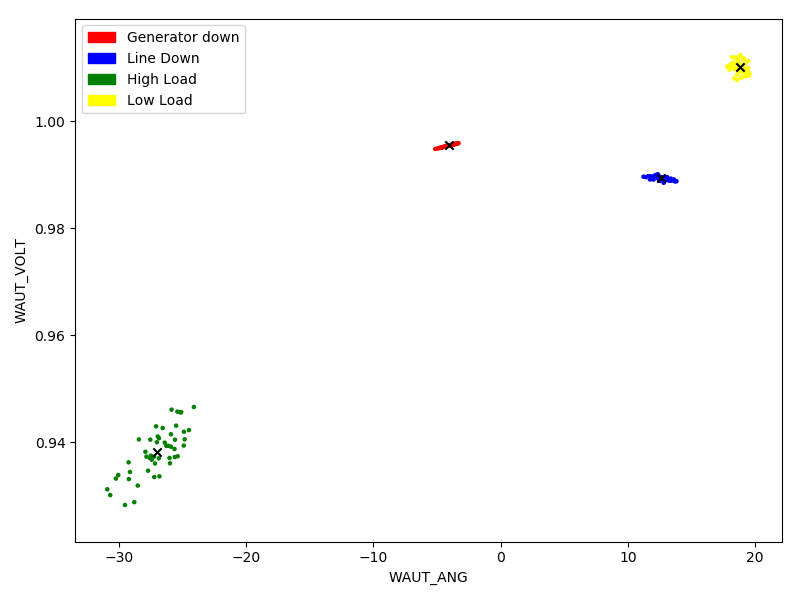 Generator down
Line Down
High Load
Low Load
1.00
0.98
0.96
0.94
WAUT_VOLT
−30
−20
−10
0
10
20
WAUT_ANG